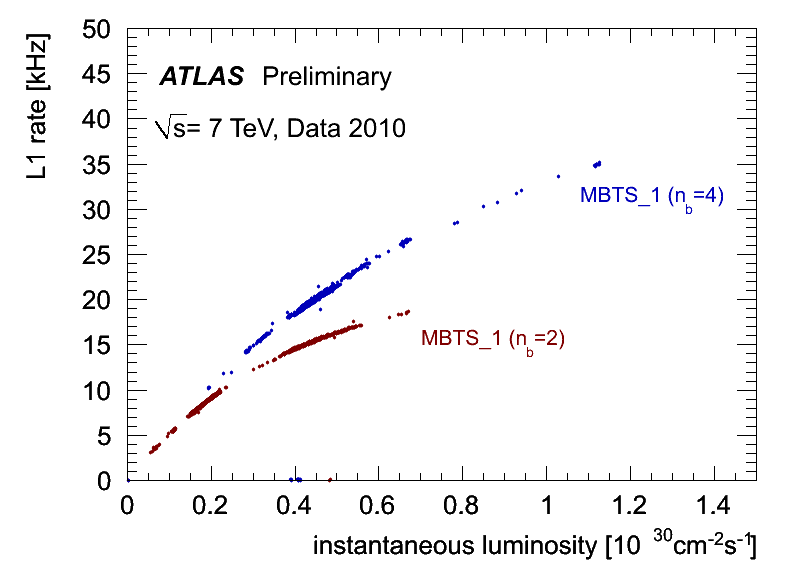 50
45
40
35
30
25
20
15
10
5
0
L1 rate [kHz]
ATLAS Preliminary
√s= 7 TeV, Data 2010
MBTS_1 (n_b=4)
MBTS_1 (n_b=2)
0 0.2 0.4 0.6 0.8 1 1.2 1.4
instantaneous luminosity [10 ³⁰cm⁻²s⁻¹]